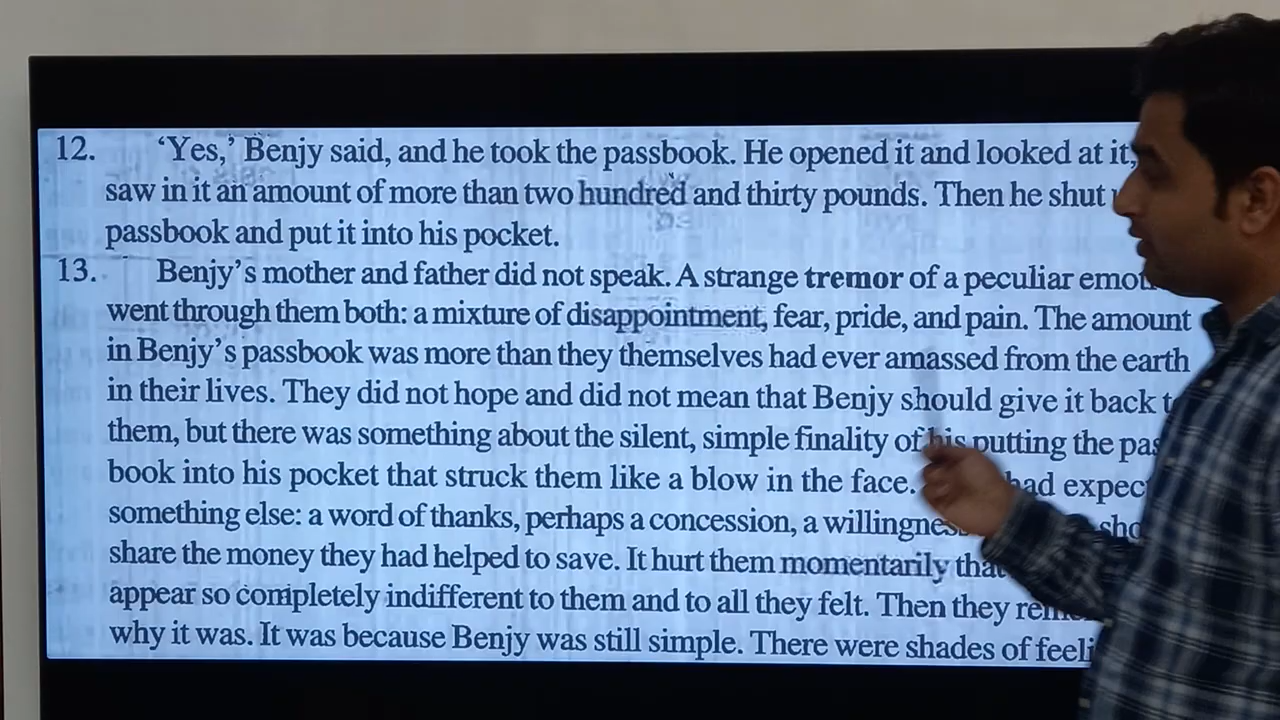 12. ‘Yes,’ Benjy said, and he took the passbook. He opened it and looked at it,
saw in it an amount of more than two hundred and thirty pounds. Then he shut
passbook and put it into his pocket.
13. Benjy’s mother and father did not speak. A strange tremor of a peculiar
went through them both: a mixture of disappointment, fear, pride, and pain. The amount
in Benjy’s passbook was more than they themselves had ever amassed from the earth
in their lives. They did not hope and did not mean that Benjy should give it back
them, but there was something about the silent, simple finality of his putting the
book into his pocket that struck them like a blow in the face. had
something else: a word of thanks, perhaps a concession, a
share the money they had helped to save. It hurt them momentarily
appear so completely indifferent to them and to all they felt. Then they
why it was. It was because Benjy was still simple. There were shades of